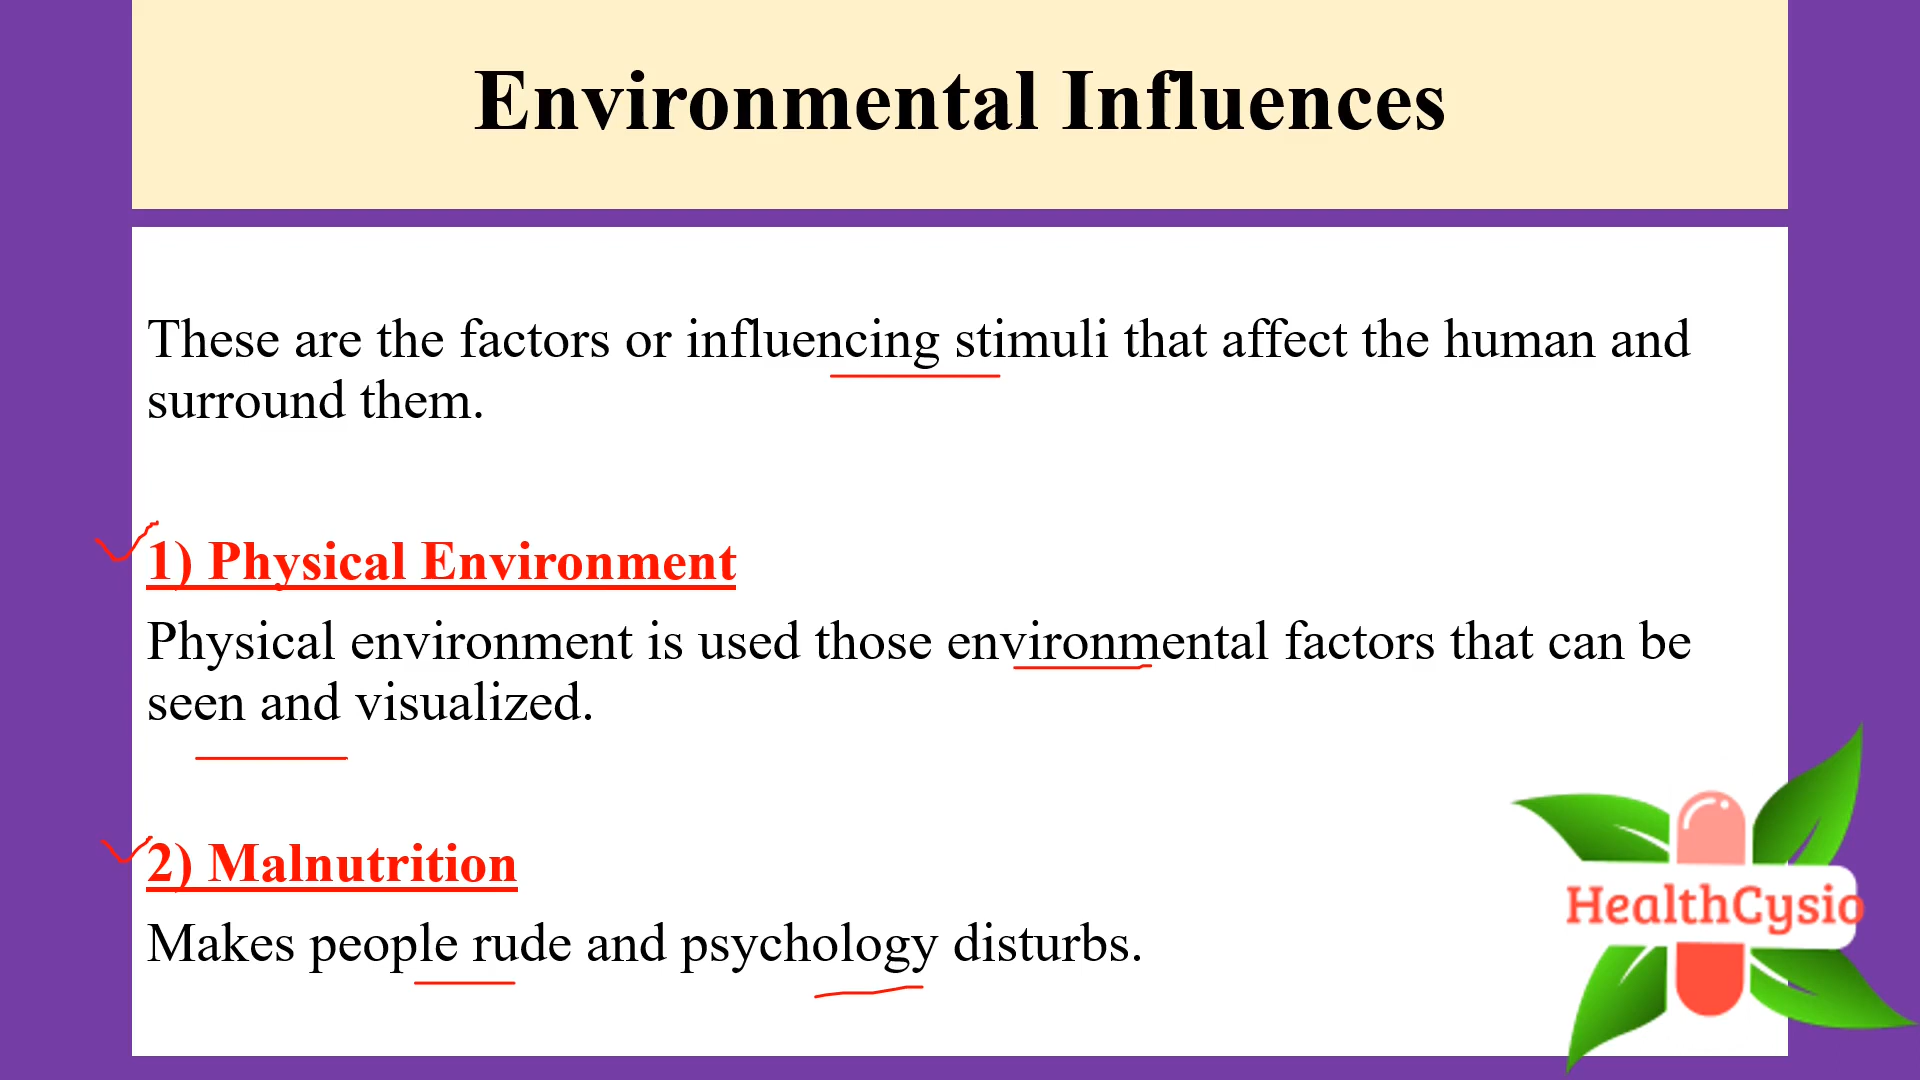 Environmental Influences
These are the factors or influencing stimuli that affect the human and
surround them.
1) Physical Environment
Physical environment is used those environmental factors that can be
seen and visualized.
2) Malnutrition
Makes people rude and psychology disturbs.
HealthCysio